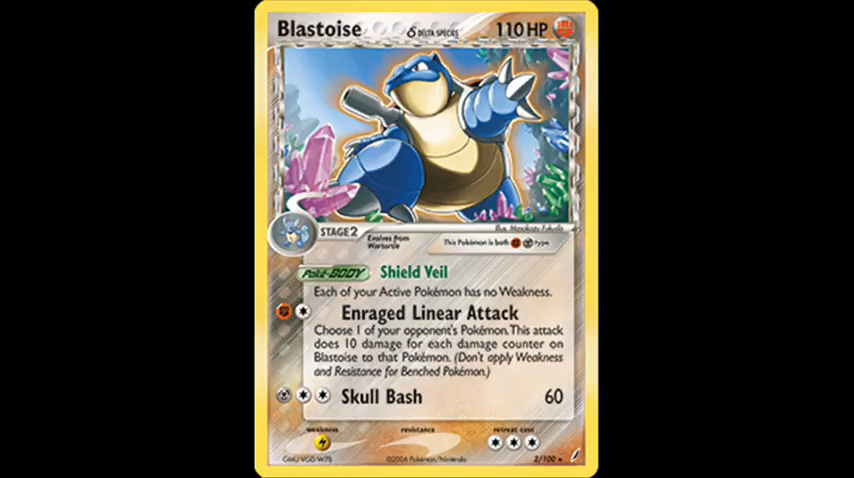 Blastoise δ DELTA SPECIES 110 HP
Illus. Masakazu Fukuda
STAGE 2
Evolves from
Wartortle
This Pokémon is both type.
Poké-BODY Shield Veil
Each of your Active Pokémon has no Weakness.
Enraged Linear Attack
Choose 1 of your opponent's Pokémon. This attack
does 10 damage for each damage counter on
Blastoise to that Pokémon. (Don't apply Weakness
and Resistance for Benched Pokémon.)
Skull Bash 60
weakness resistance retreat cost
©2006 Pokémon/Nintendo 2/100